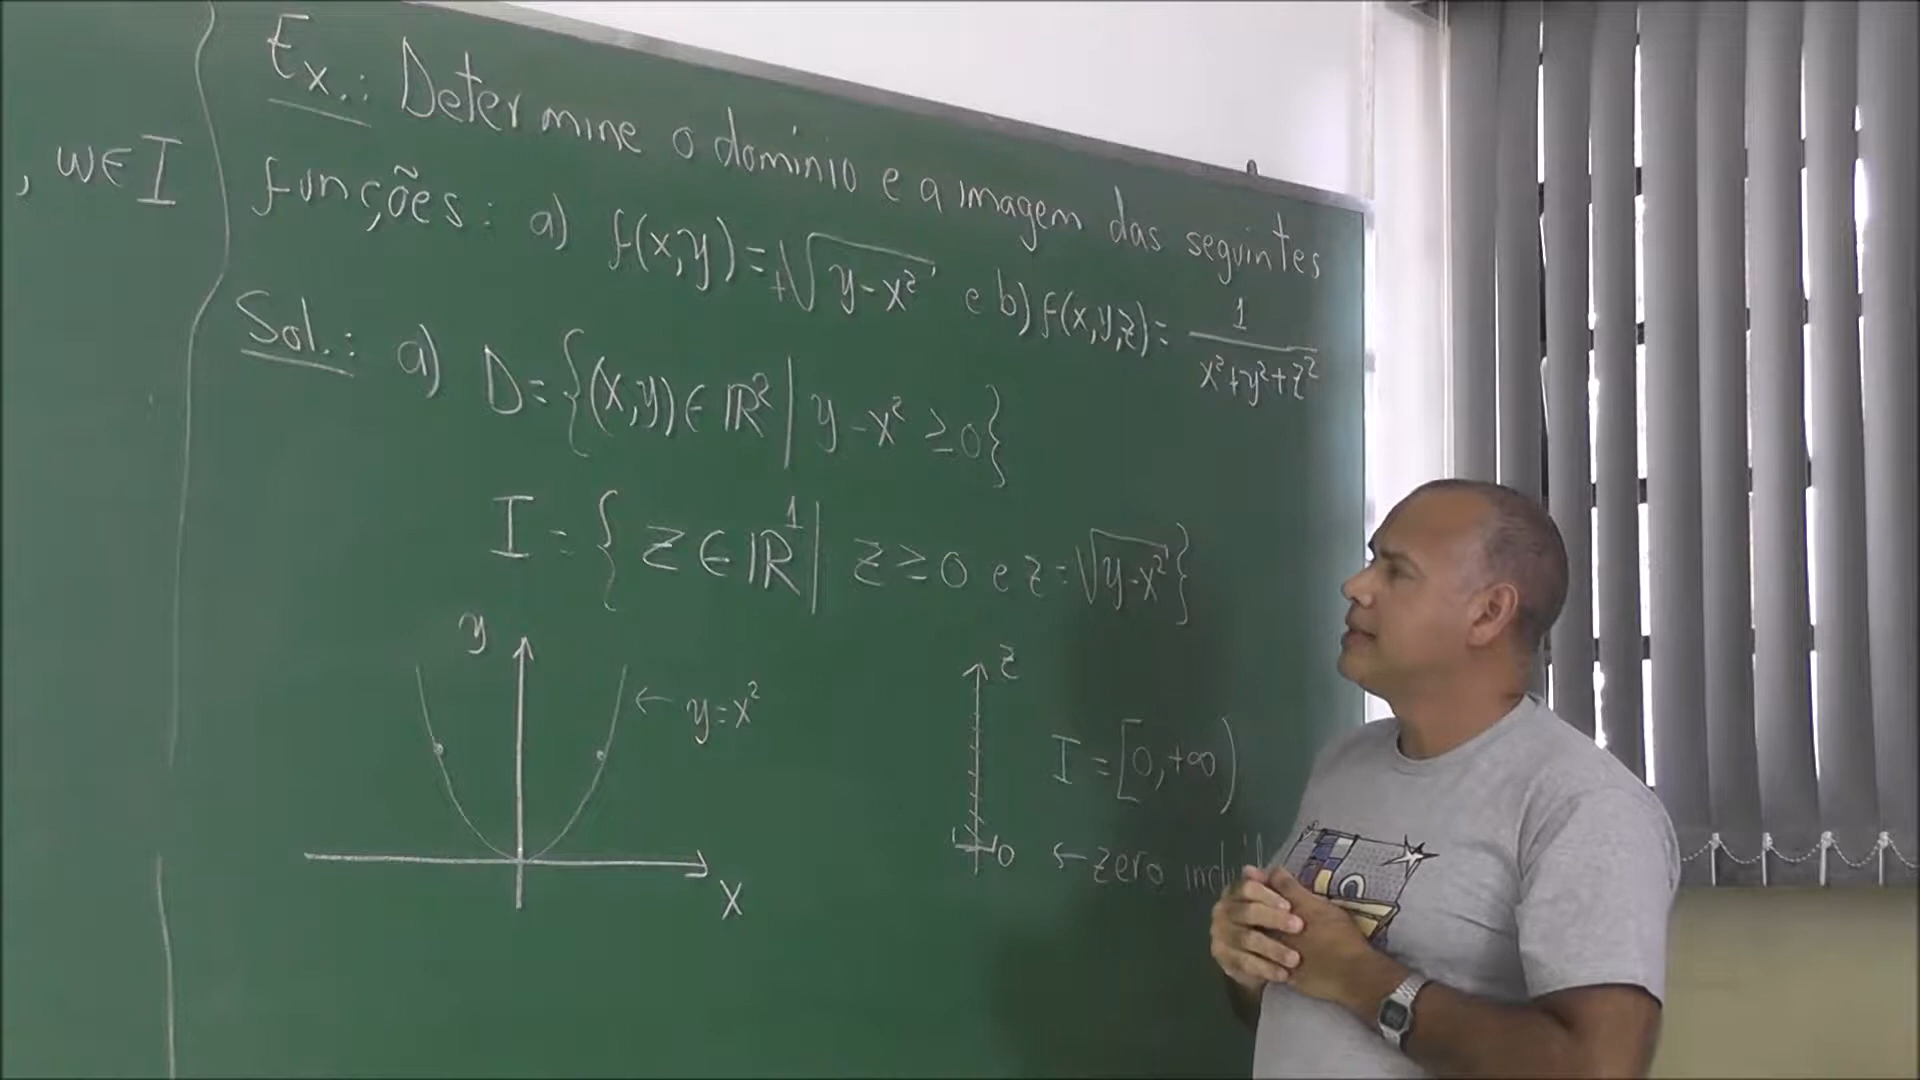 , w∈I
Ex.: Determine o domínio e a imagem das seguintes
funções: a) f(x,y)=+√(y-x²) e b) f(x,y,z)= 1/(x²+y²+z²)
Sol.: a) D={(x,y)∈ℝ² | y-x² ≥0}
I={ z∈ℝ¹ | z≥0 e z=√(y-x²)}
y
← y=x²
x
z
I=[0,+∞)
0 ← zero